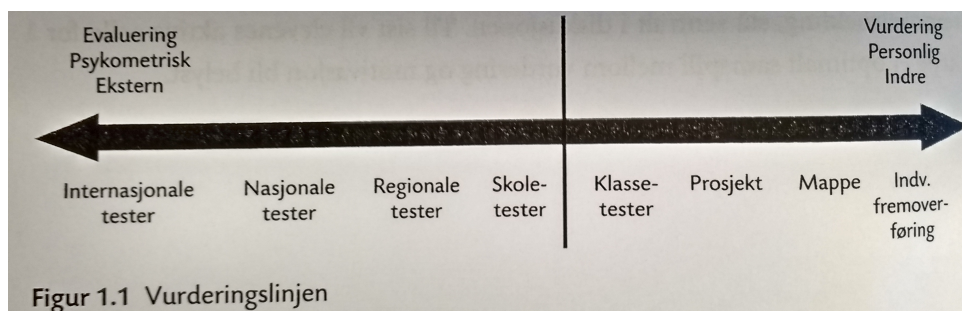 Evaluering
Psykometrisk
Ekstern
Vurdering
Personlig
Indre
Internasjonale
tester
Nasjonale
tester
Regionale
tester
Skole-
tester
Klasse-
tester
Prosjekt
Mappe
Indv.
fremover-
føring
Figur 1.1 Vurderingslinjen